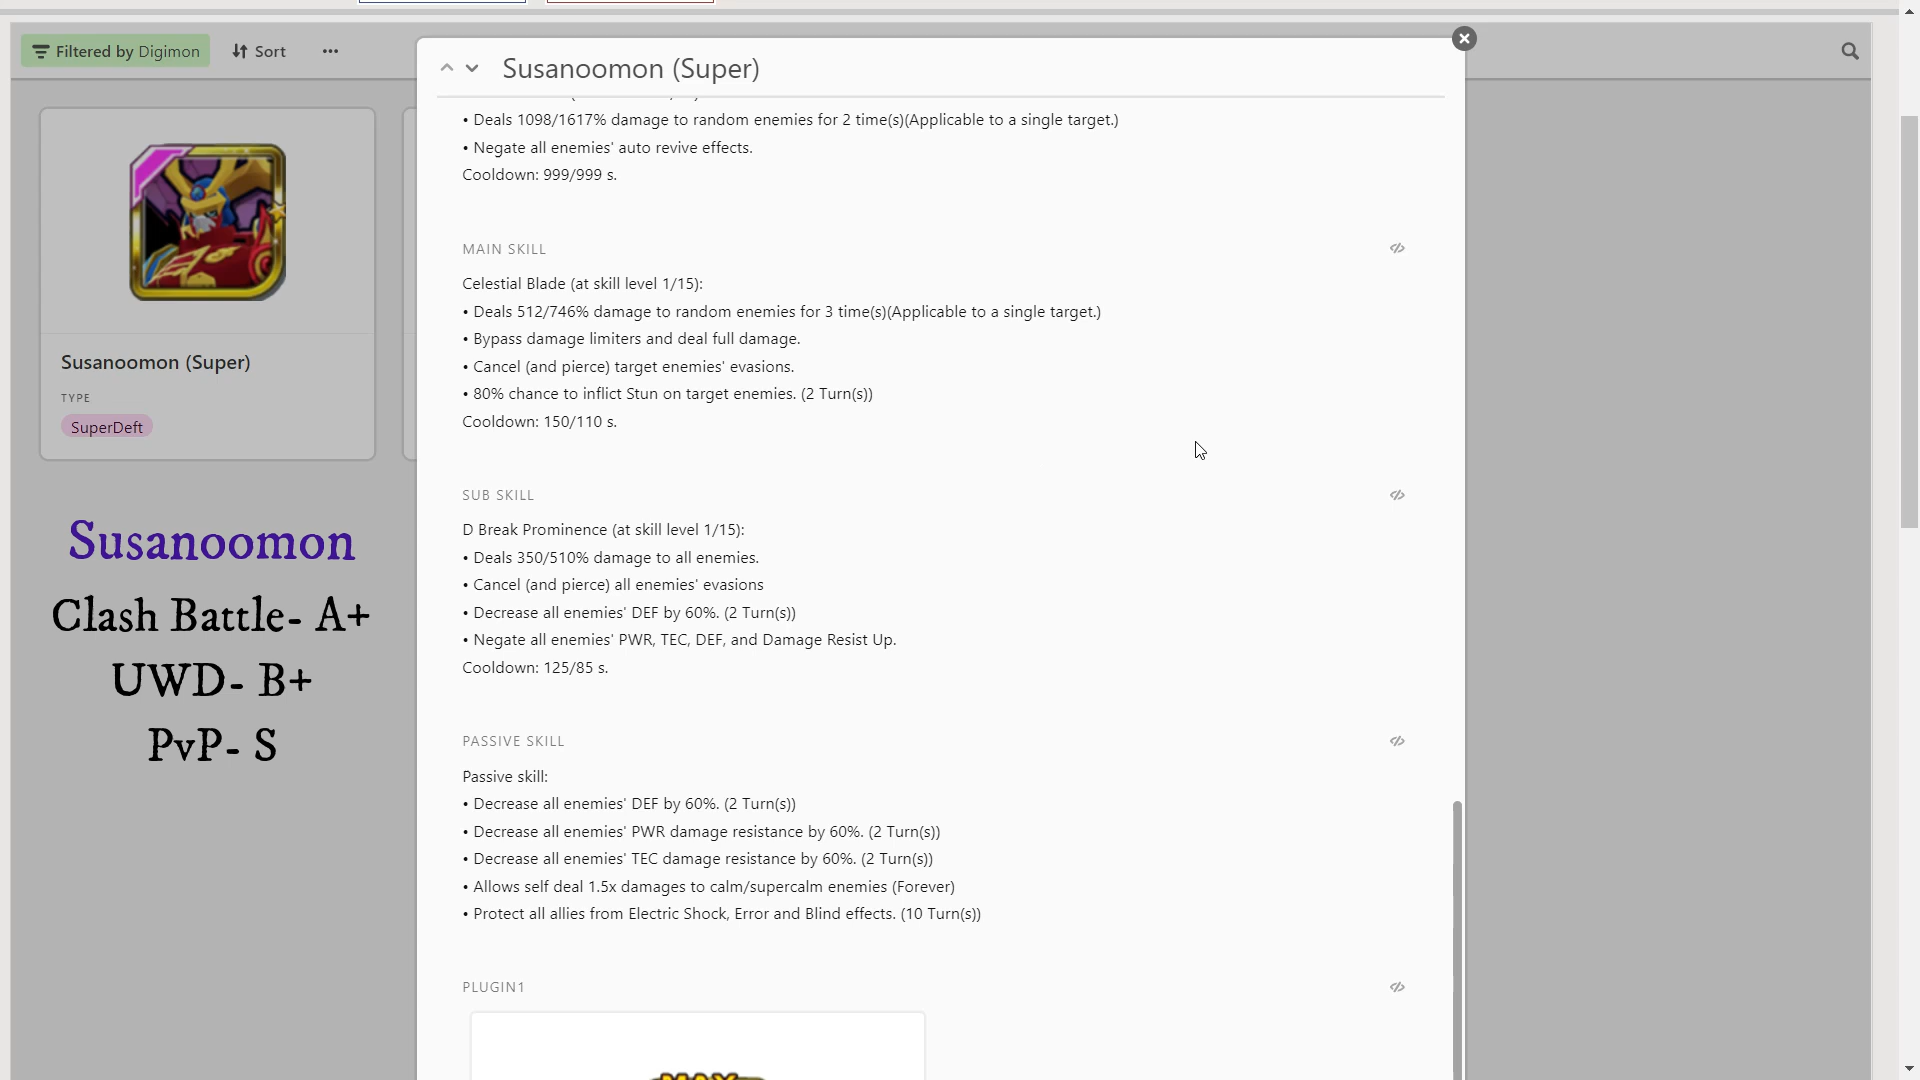 Filtered by Digimon
Sort
Susanoomon (Super)
• Deals 1098/1617% damage to random enemies for 2 time(s)(Applicable to a single target.)
• Negate all enemies' auto revive effects.
Cooldown: 999/999 s.
MAIN SKILL
Celestial Blade (at skill level 1/15):
• Deals 512/746% damage to random enemies for 3 time(s)(Applicable to a single target.)
• Bypass damage limiters and deal full damage.
• Cancel (and pierce) target enemies' evasions.
• 80% chance to inflict Stun on target enemies. (2 Turn(s))
Cooldown: 150/110 s.
SUB SKILL
D Break Prominence (at skill level 1/15):
• Deals 350/510% damage to all enemies.
• Cancel (and pierce) all enemies' evasions
• Decrease all enemies' DEF by 60%. (2 Turn(s))
• Negate all enemies' PWR, TEC, DEF, and Damage Resist Up.
Cooldown: 125/85 s.
PASSIVE SKILL
Passive skill:
• Decrease all enemies' DEF by 60%. (2 Turn(s))
• Decrease all enemies' PWR damage resistance by 60%. (2 Turn(s))
• Decrease all enemies' TEC damage resistance by 60%. (2 Turn(s))
• Allows self deal 1.5x damages to calm/supercalm enemies (Forever)
• Protect all allies from Electric Shock, Error and Blind effects. (10 Turn(s))
PLUGIN1
MAX
Susanoomon (Super)
TYPE
SuperDeft
Susanoomon
Clash Battle- A+
UWD- B+
PvP- S